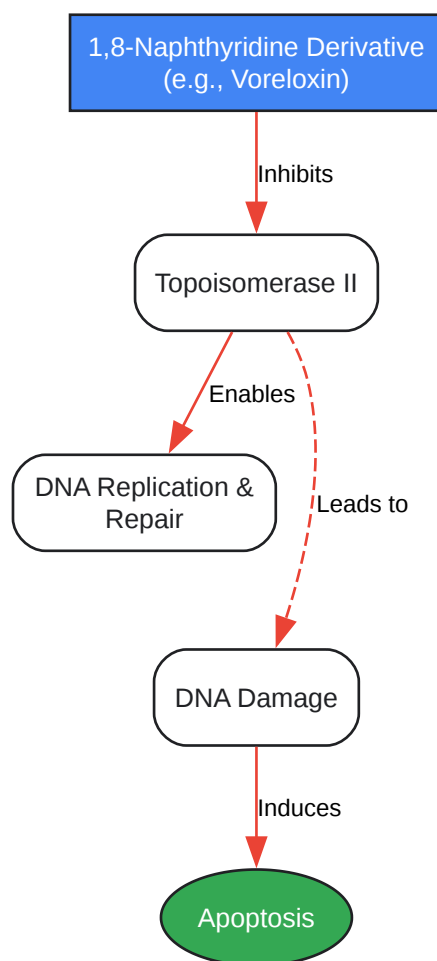 1,8-Naphthyridine Derivative
(e.g., Voreloxin)
Inhibits
Topoisomerase II
Enables
DNA Replication &
Repair
Leads to
DNA Damage
Induces
Apoptosis